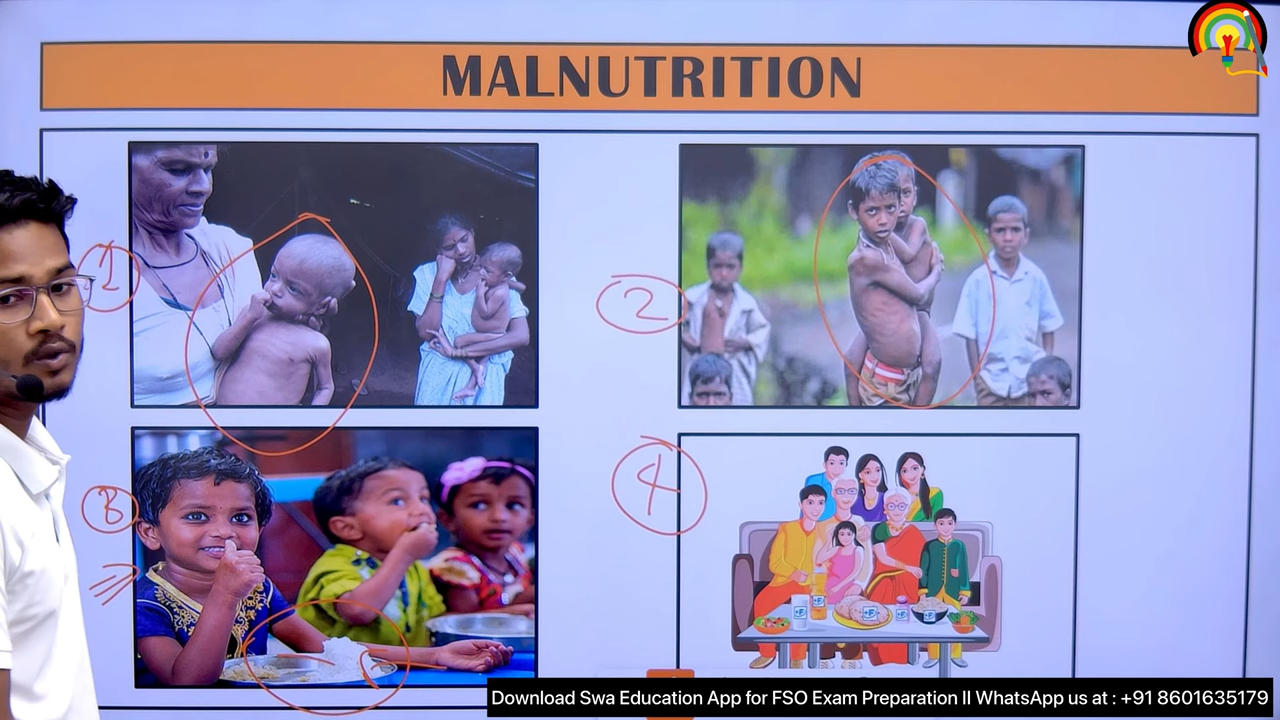 MALNUTRITION
1
2
3
4
+F +F +F +F +F
Download Swa Education App for FSO Exam Preparation II WhatsApp us at : +91 8601635179